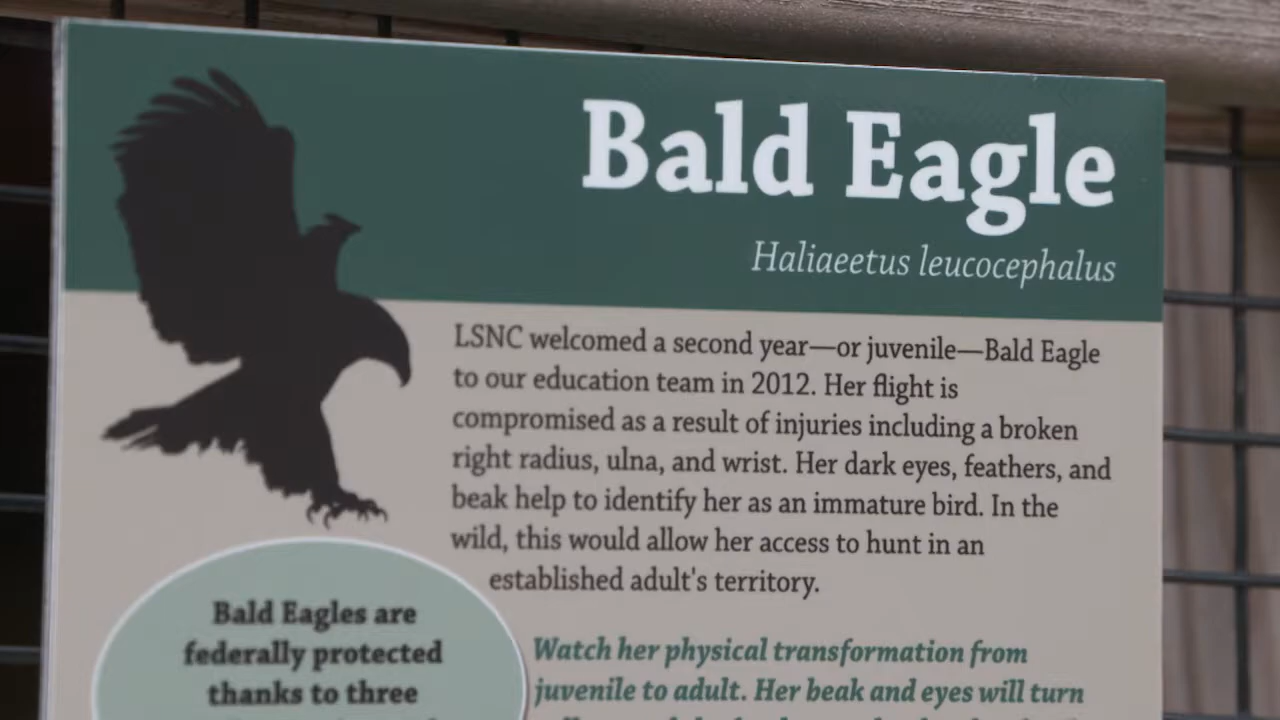 Bald Eagle
Haliaeetus leucocephalus
LSNC welcomed a second year—or juvenile—Bald Eagle
to our education team in 2012. Her flight is
compromised as a result of injuries including a broken
right radius, ulna, and wrist. Her dark eyes, feathers, and
beak help to identify her as an immature bird. In the
wild, this would allow her access to hunt in an
established adult's territory.
Bald Eagles are
federally protected
thanks to three
Watch her physical transformation from
juvenile to adult. Her beak and eyes will turn